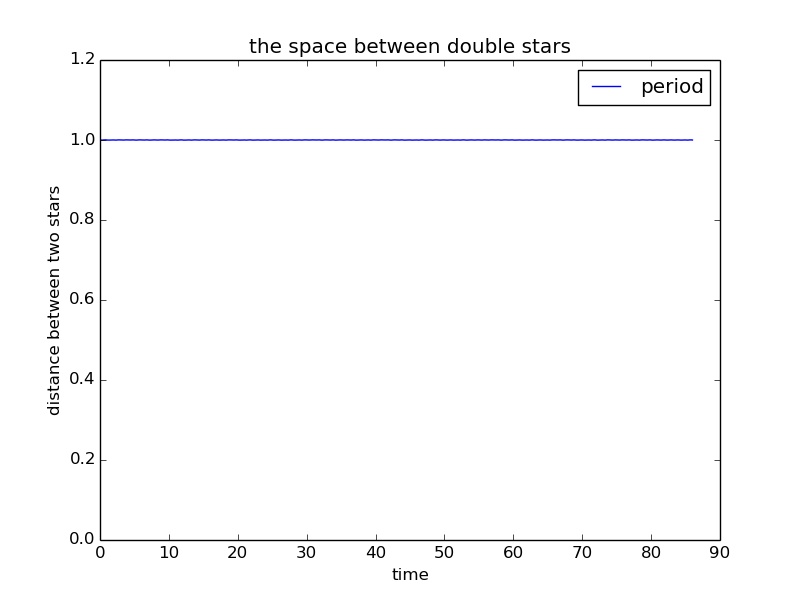 the space between double stars
period
1.2
1.0
0.8
0.6
0.4
0.2
0.0
distance between two stars
0 10 20 30 40 50 60 70 80 90
time